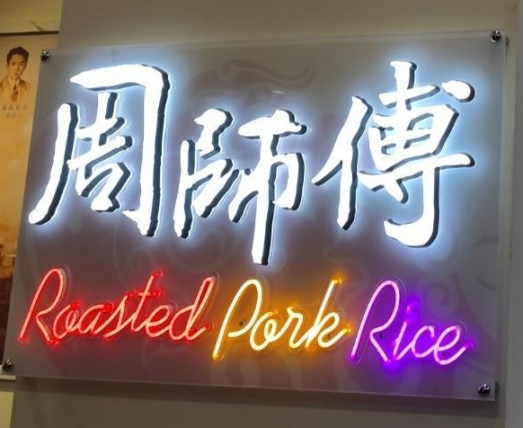 周師傅
Roasted Pork Rice